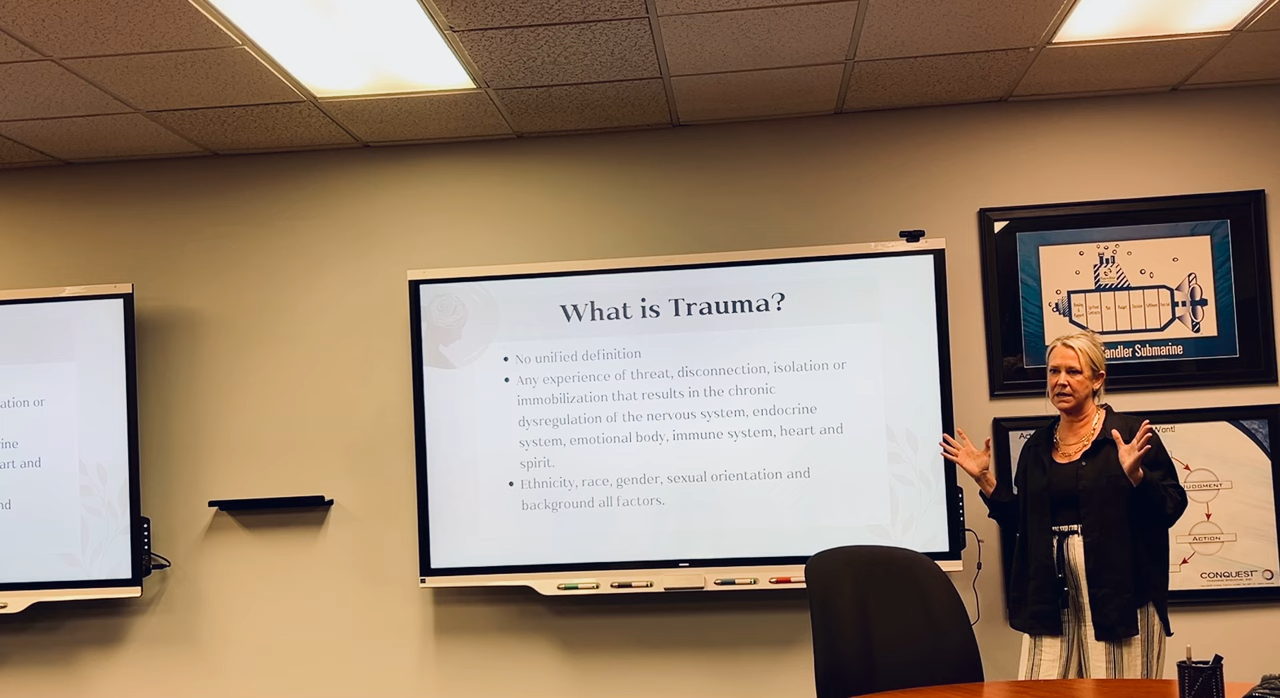 ation or
ine
art and
nd
What is Trauma?
No unified definition
Any experience of threat, disconnection, isolation or
immobilization that results in the chronic
dysregulation of the nervous system, endocrine
system, emotional body, immune system, heart and
spirit.
Ethnicity, race, gender, sexual orientation and
background all factors.
andler Submarine
Ac
Want!
JUDGMENT
ACTION
CONQUEST